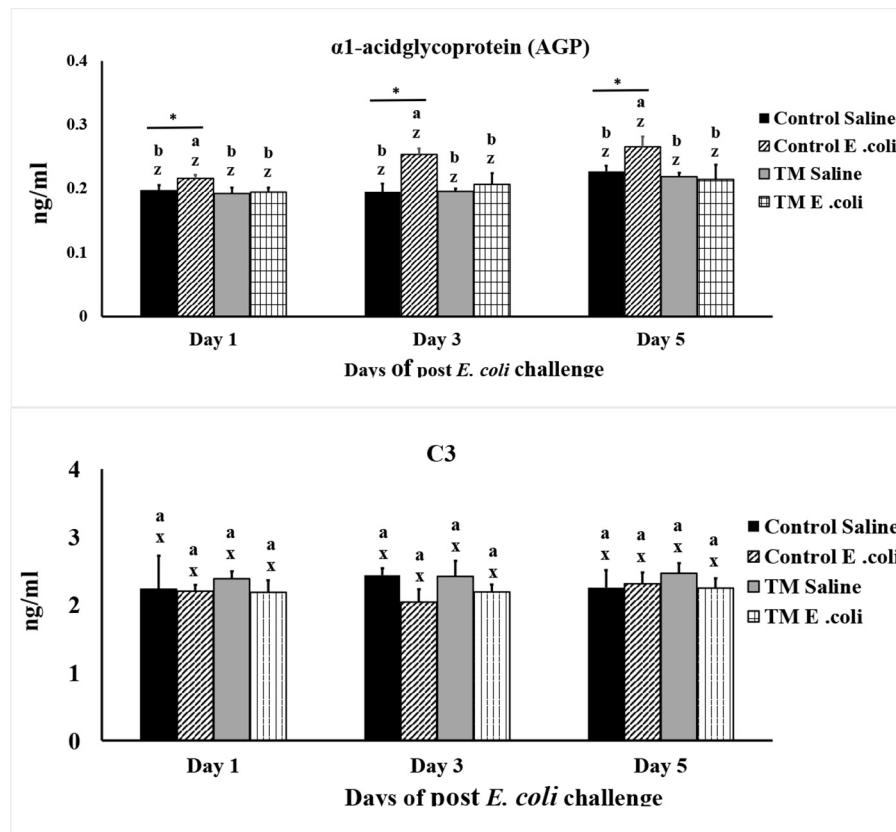 α1-acidglycoprotein (AGP)
0.4
0.3
0.2
0.1
0
ng/ml
*
*
*
b a b b
z z z z
b a b b
z z z z
b a b b
z z z z
Day 1 Day 3 Day 5
Days of post E. coli challenge
Control Saline
Control E .coli
TM Saline
TM E .coli
C3
4
3
2
1
0
ng/ml
a a a a
x x x x
a a a a
x x x x
a a a a
x x x x
Day 1 Day 3 Day 5
Days of post E. coli challenge
Control Saline
Control E .coli
TM Saline
TM E .coli